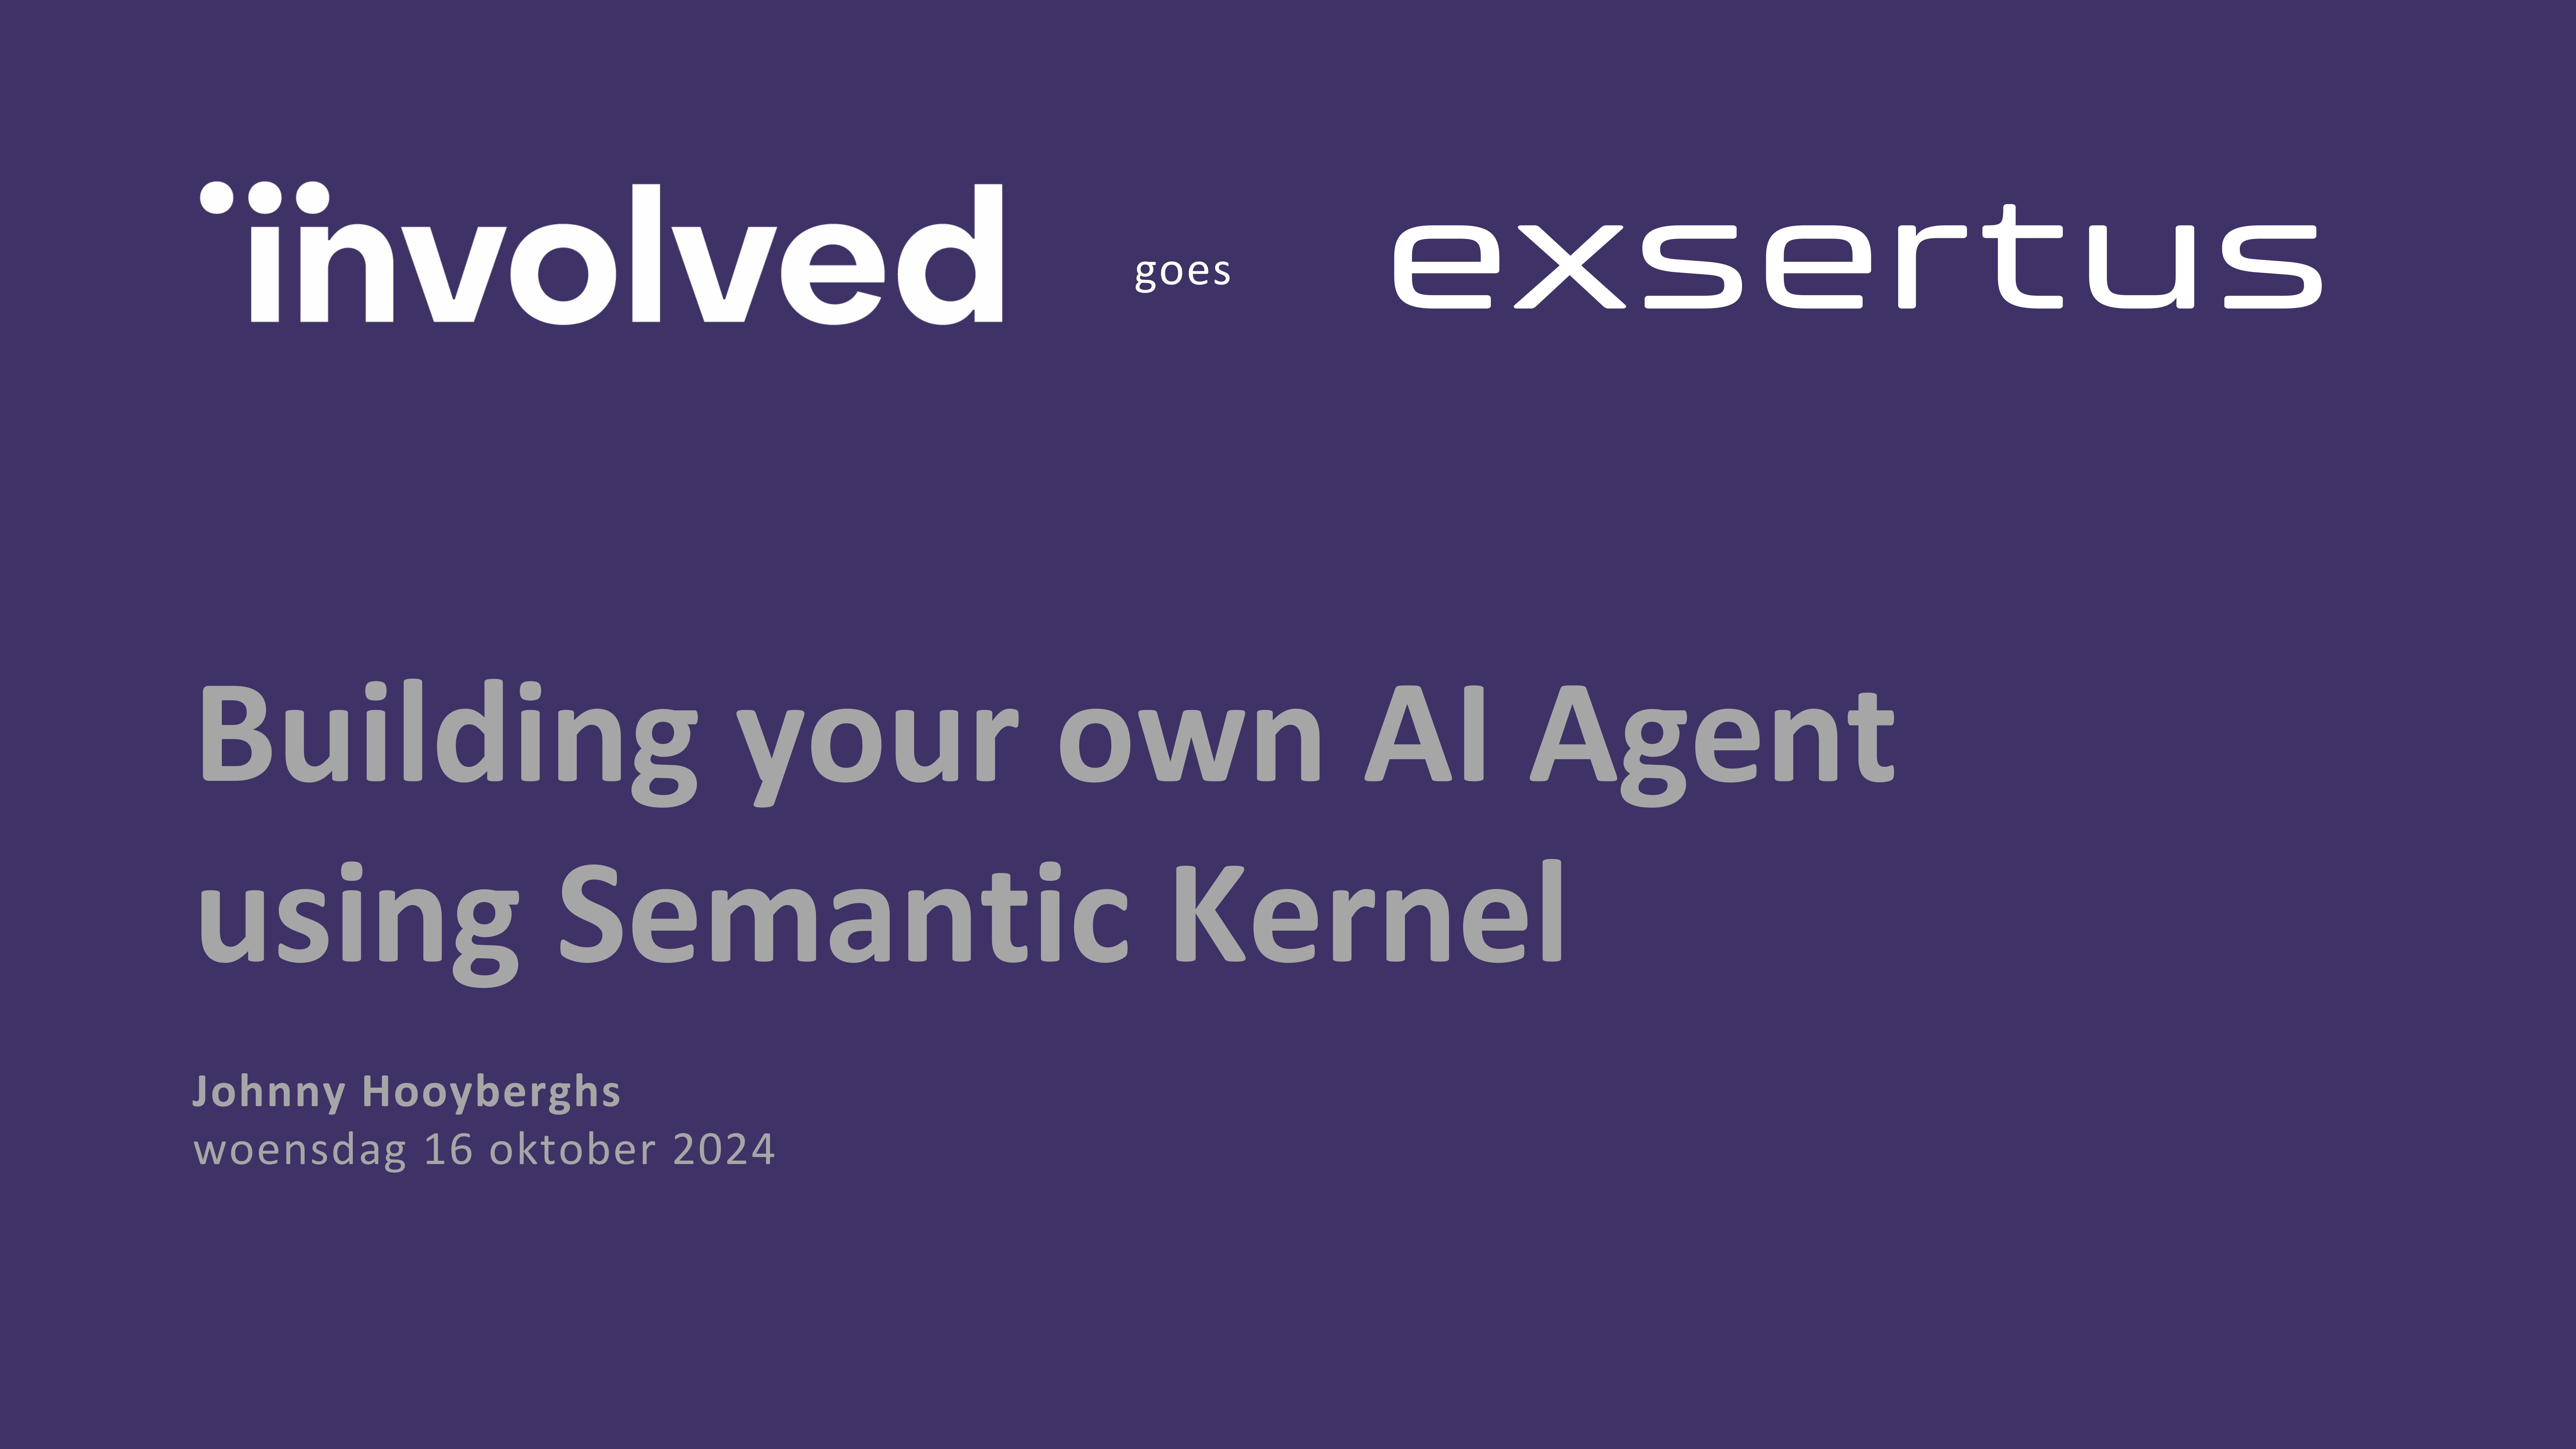 involved goes exsertus
Building your own AI Agent
using Semantic Kernel
Johnny Hooyberghs
woensdag 16 oktober 2024